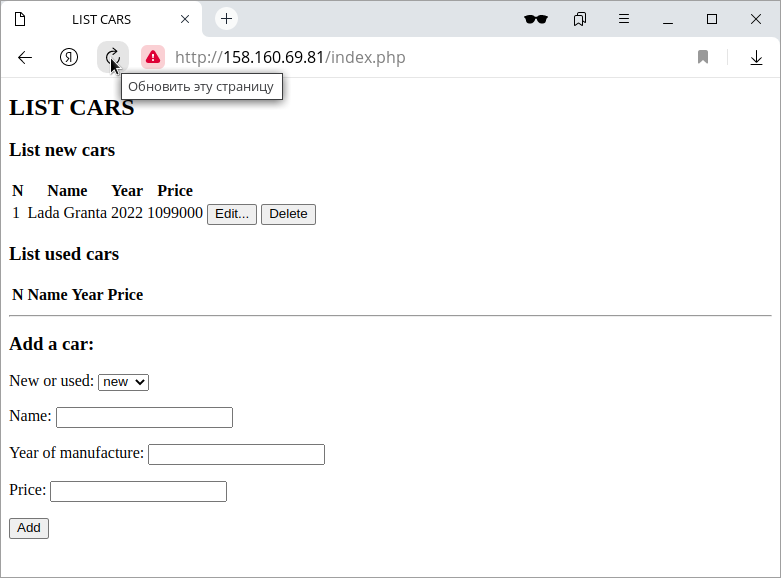 LIST CARS
Я
http://158.160.69.81/index.php
Обновить эту страницу
LIST CARS
List new cars
N Name Year Price
1 Lada Granta 2022 1099000 Edit... Delete
List used cars
N Name Year Price
Add a car:
New or used: new
Name:
Year of manufacture:
Price:
Add